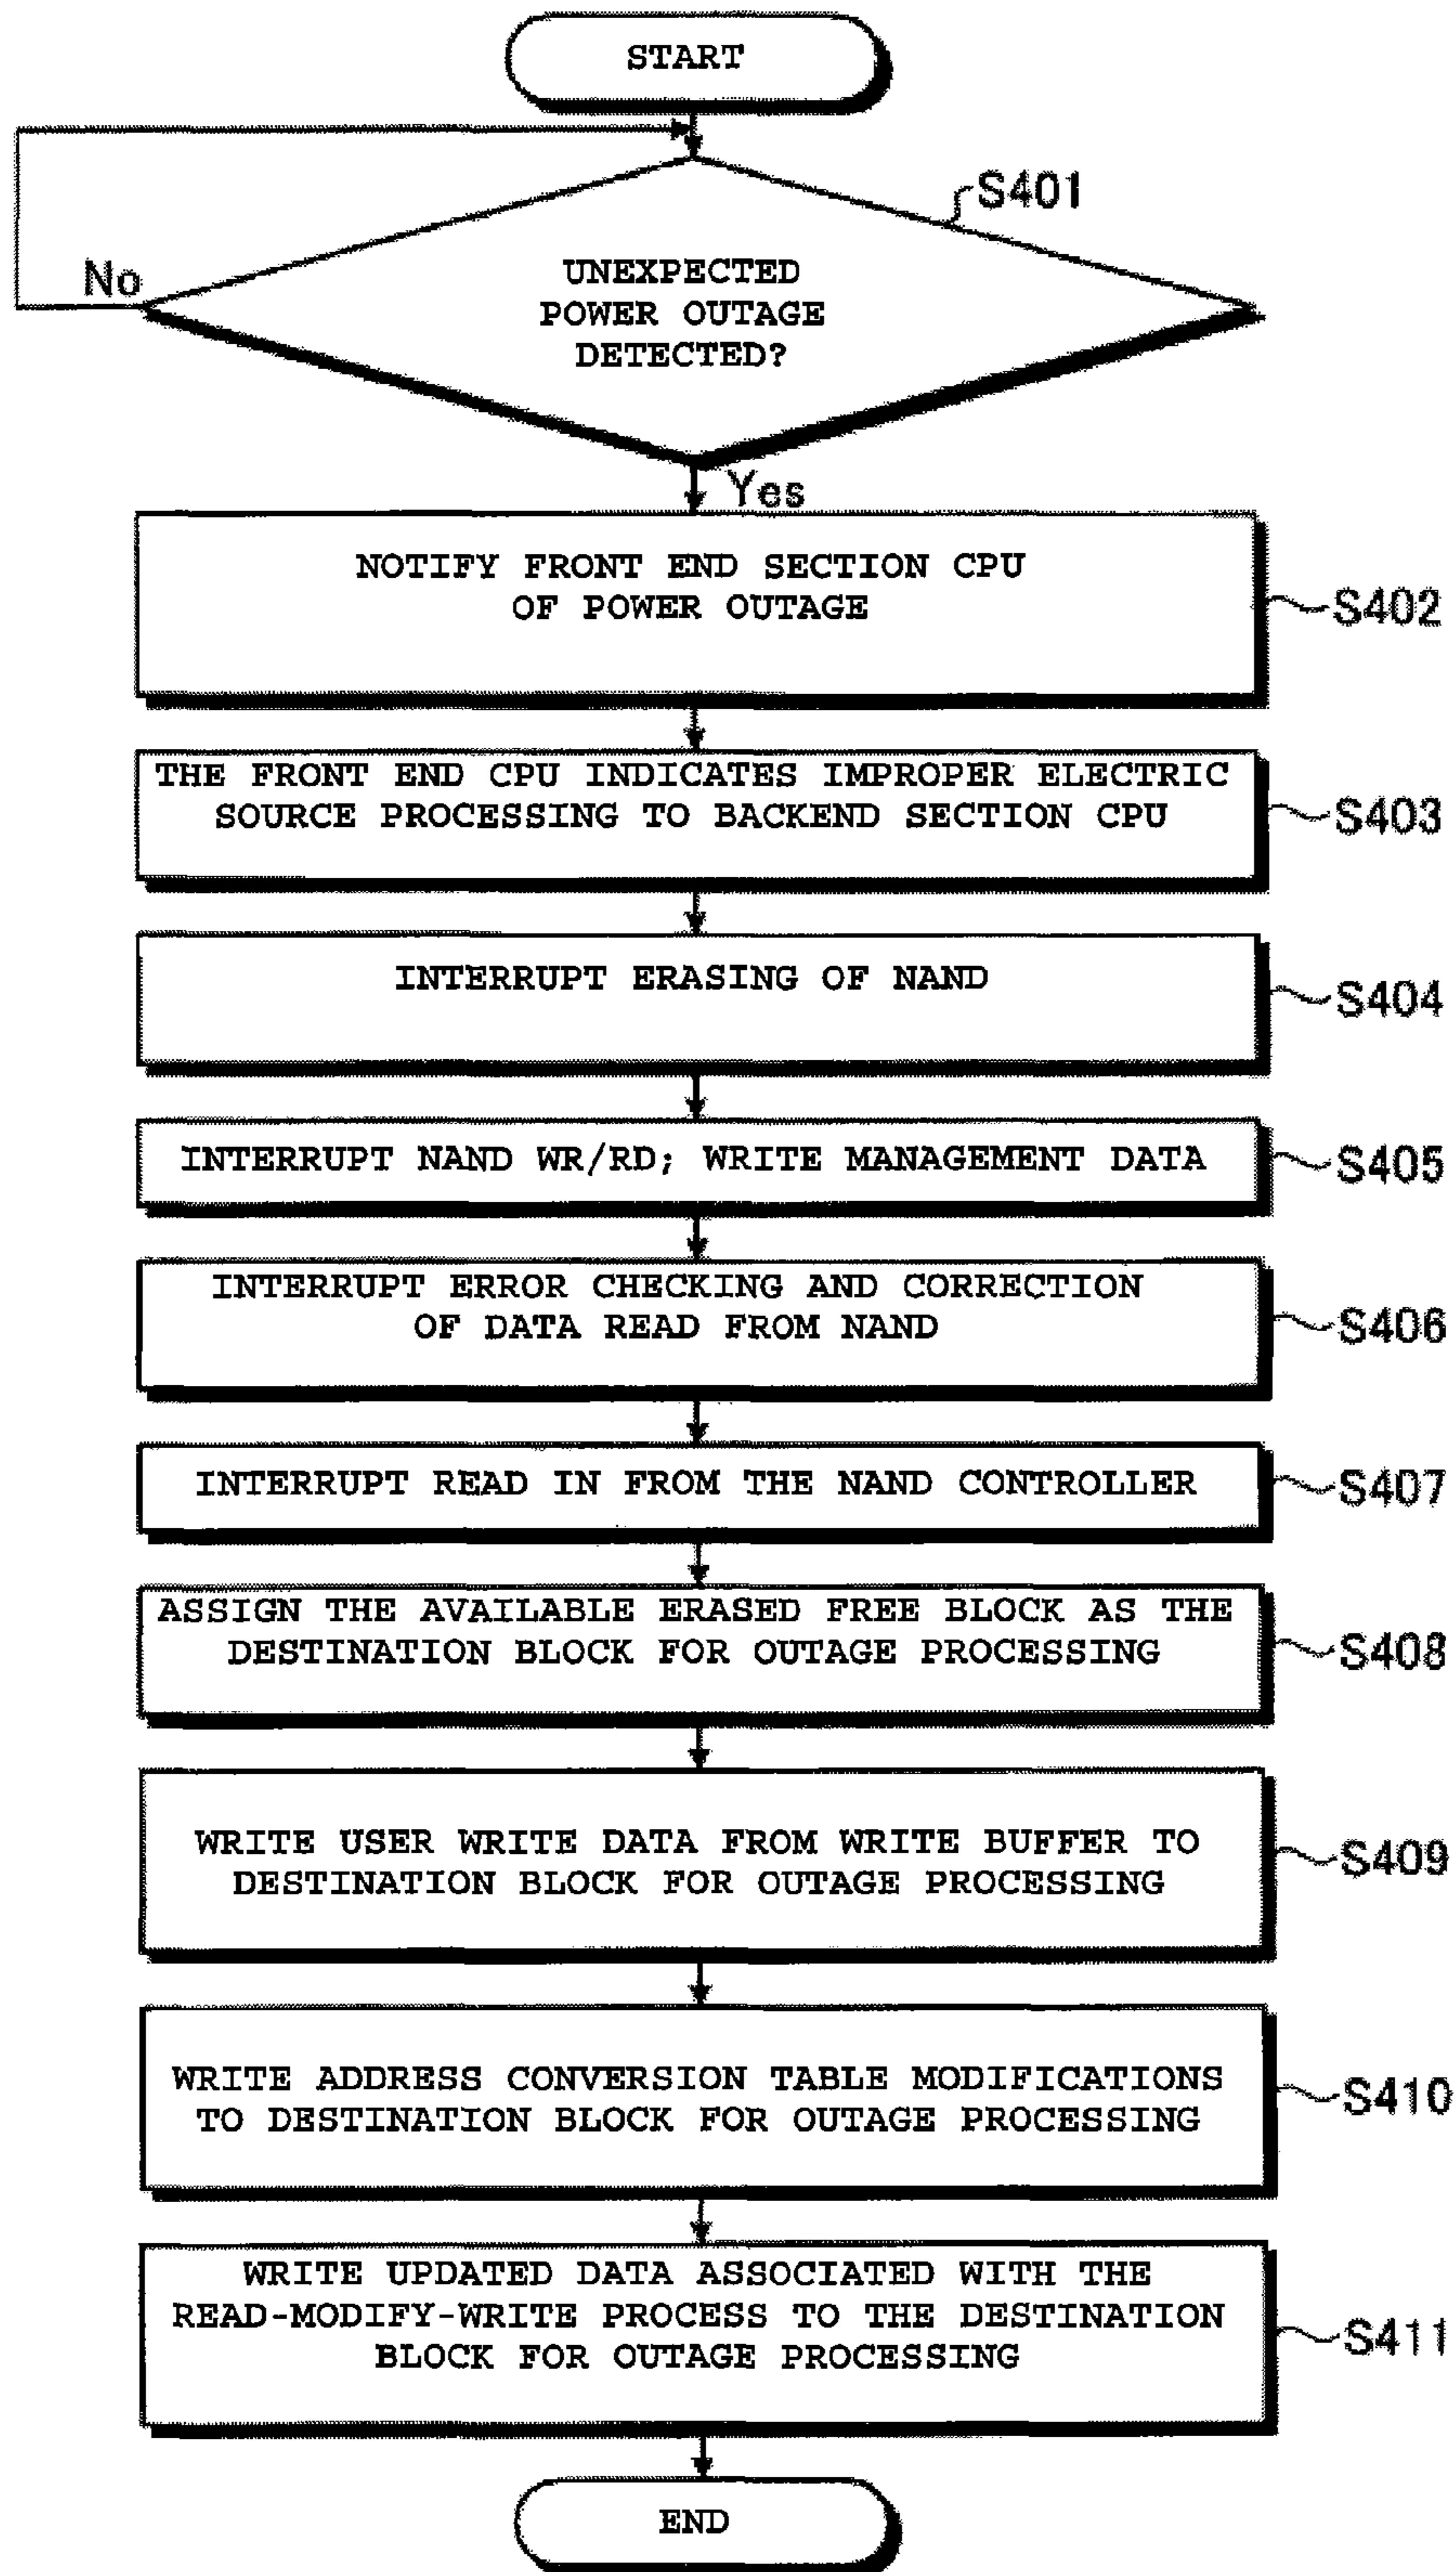 START
S401
No
UNEXPECTED
POWER OUTAGE
DETECTED?
Yes
NOTIFY FRONT END SECTION CPU
OF POWER OUTAGE
S402
THE FRONT END CPU INDICATES IMPROPER ELECTRIC
SOURCE PROCESSING TO BACKEND SECTION CPU
S403
INTERRUPT ERASING OF NAND
S404
INTERRUPT NAND WR/RD; WRITE MANAGEMENT DATA
S405
INTERRUPT ERROR CHECKING AND CORRECTION
OF DATA READ FROM NAND
S406
INTERRUPT READ IN FROM THE NAND CONTROLLER
S407
ASSIGN THE AVAILABLE ERASED FREE BLOCK AS THE
DESTINATION BLOCK FOR OUTAGE PROCESSING
S408
WRITE USER WRITE DATA FROM WRITE BUFFER TO
DESTINATION BLOCK FOR OUTAGE PROCESSING
S409
WRITE ADDRESS CONVERSION TABLE MODIFICATIONS
TO DESTINATION BLOCK FOR OUTAGE PROCESSING
S410
WRITE UPDATED DATA ASSOCIATED WITH THE
READ-MODIFY-WRITE PROCESS TO THE DESTINATION
BLOCK FOR OUTAGE PROCESSING
S411
END